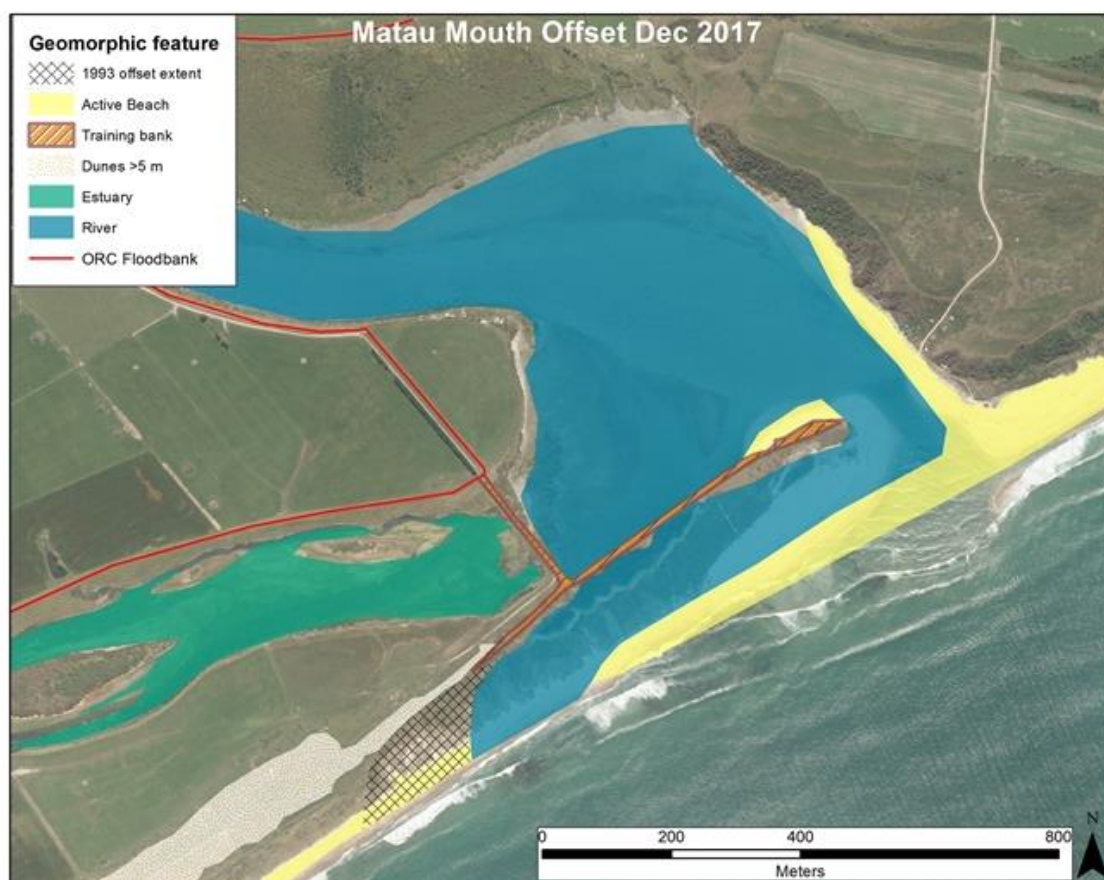 Matau Mouth Offset Dec 2017
Geomorphic feature
1993 offset extent
Active Beach
Training bank
Dunes >5 m
Estuary
River
ORC Floodbank
0 200 400 800
Meters
N